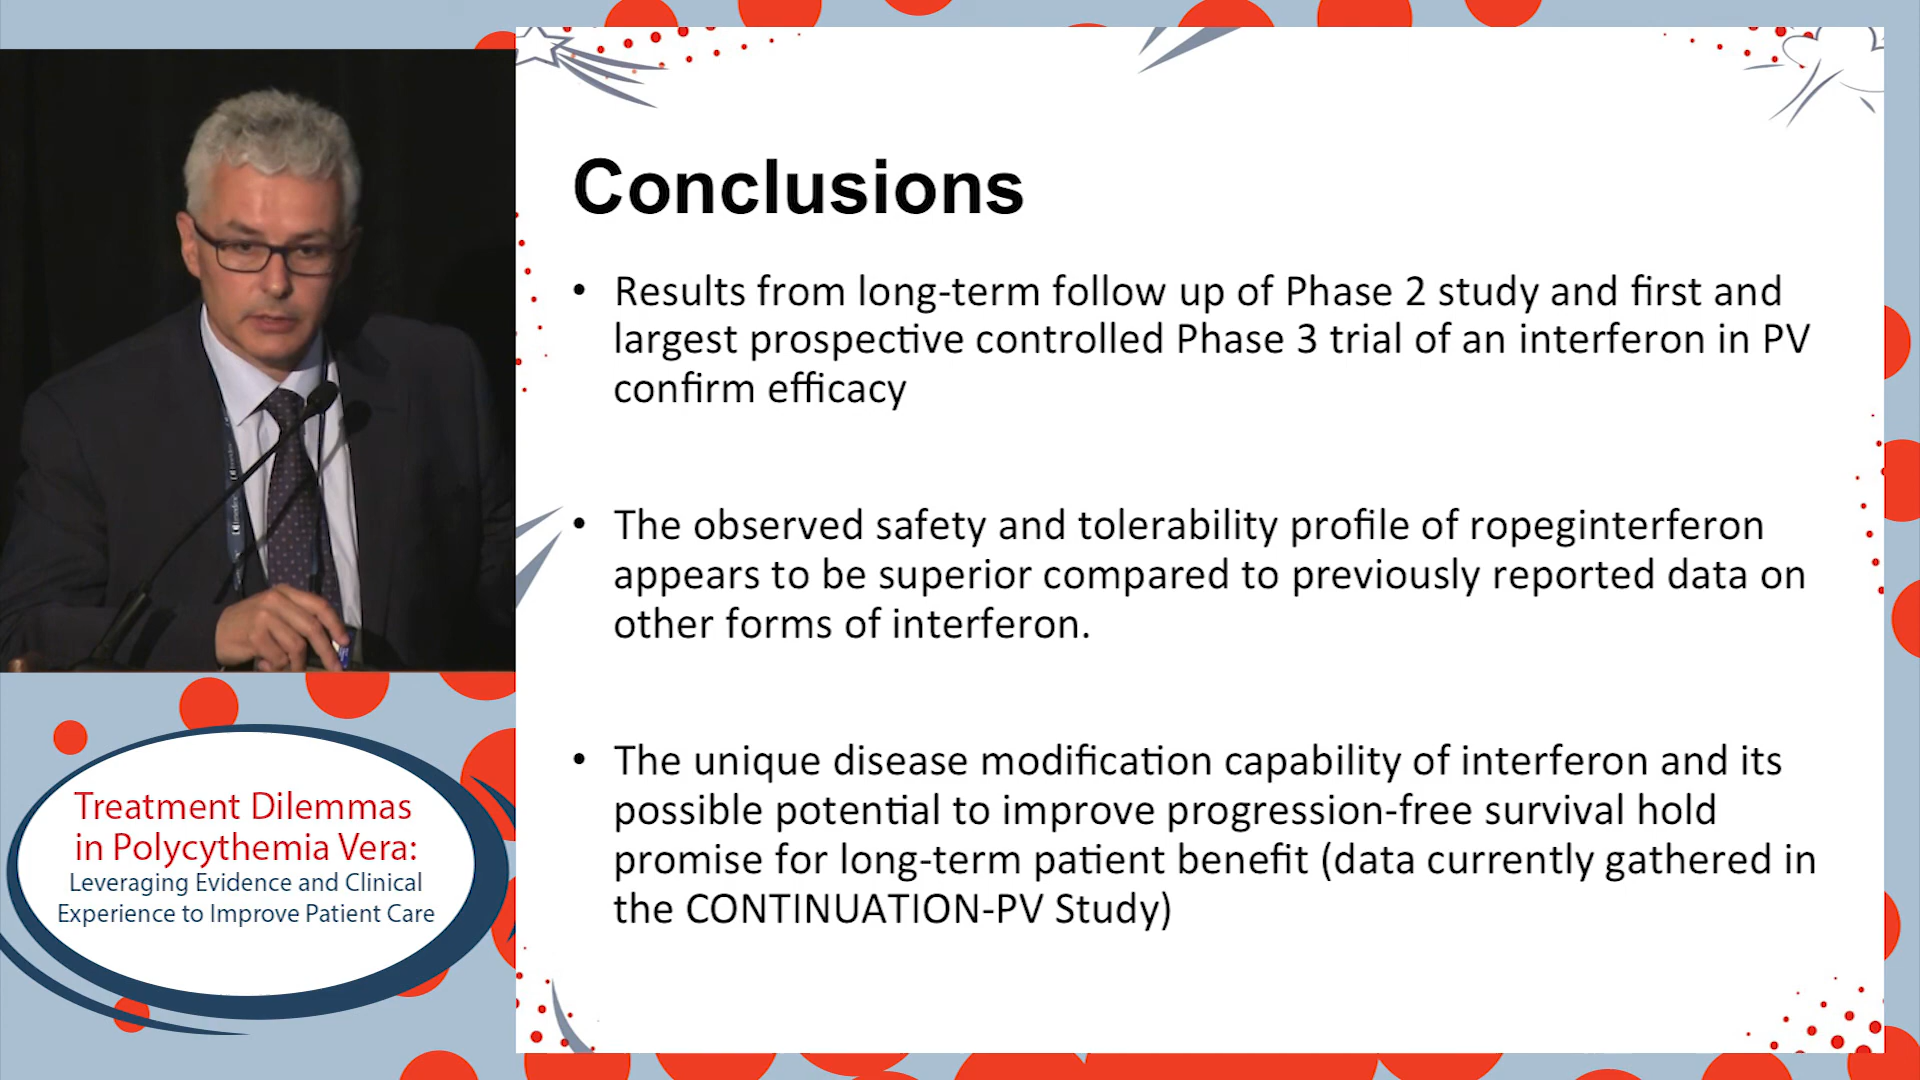 Conclusions
• Results from long-term follow up of Phase 2 study and first and
largest prospective controlled Phase 3 trial of an interferon in PV
confirm efficacy
• The observed safety and tolerability profile of ropeginterferon
appears to be superior compared to previously reported data on
other forms of interferon.
• The unique disease modification capability of interferon and its
possible potential to improve progression-free survival hold
promise for long-term patient benefit (data currently gathered in
the CONTINUATION-PV Study)
Treatment Dilemmas
in Polycythemia Vera:
Leveraging Evidence and Clinical
Experience to Improve Patient Care